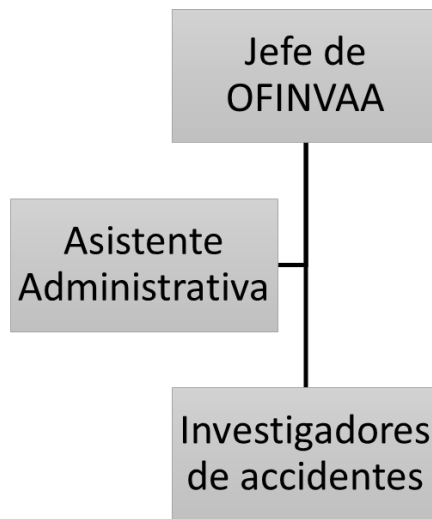 Jefe de
OFINVAA
Asistente
Administrativa
Investigadores
de accidentes